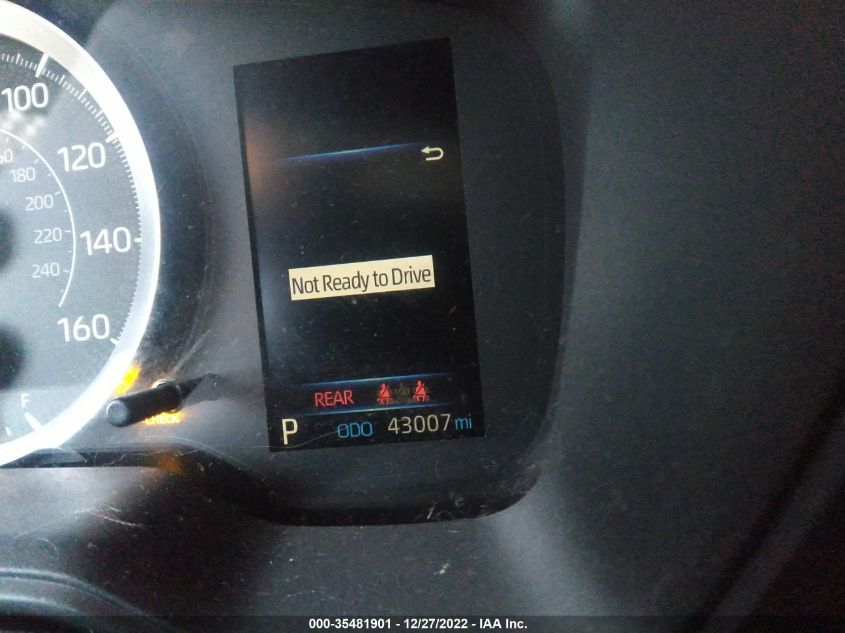 100
120
140
160
180
200
220
240
F
CHECK
Not Ready to Drive
REAR
P ODO 43007 mi
000-35481901 - 12/27/2022 - IAA Inc.